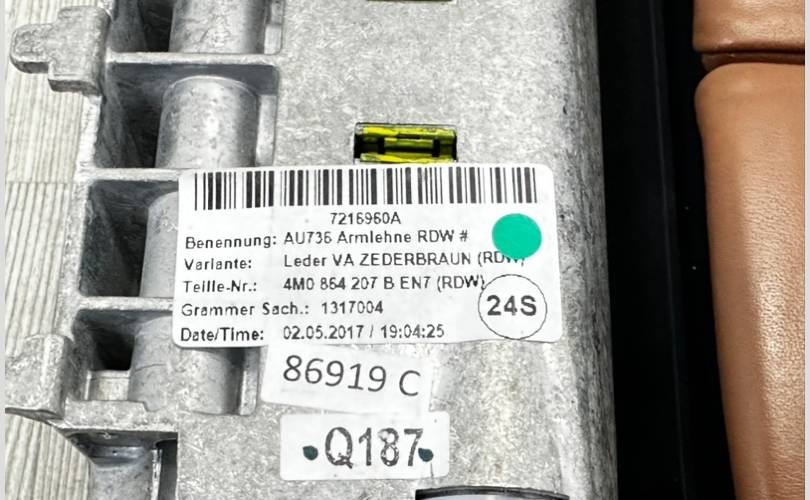 7216960A
Benennung: AU736 Armlehne RDW #
Variante: Leder VA ZEDERBRAUN (RDW)
Teille-Nr.: 4M0 864 207 B EN7 (RDW)
Grammer Sach.: 1317004
24S
Date/Time: 02.05.2017 / 19:04:25
86919 C
Q187